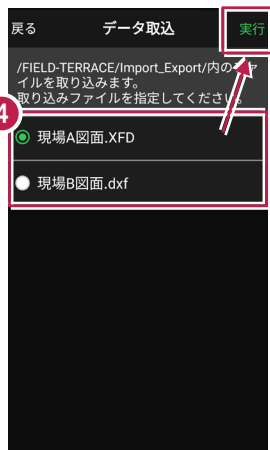 戻る データ取込 実行
/FIELD-TERRACE/Import_Export/内のファ
イルを取り込みます。
取り込みファイルを指定してください。
4
現場A図面.XFD
現場B図面.dxf